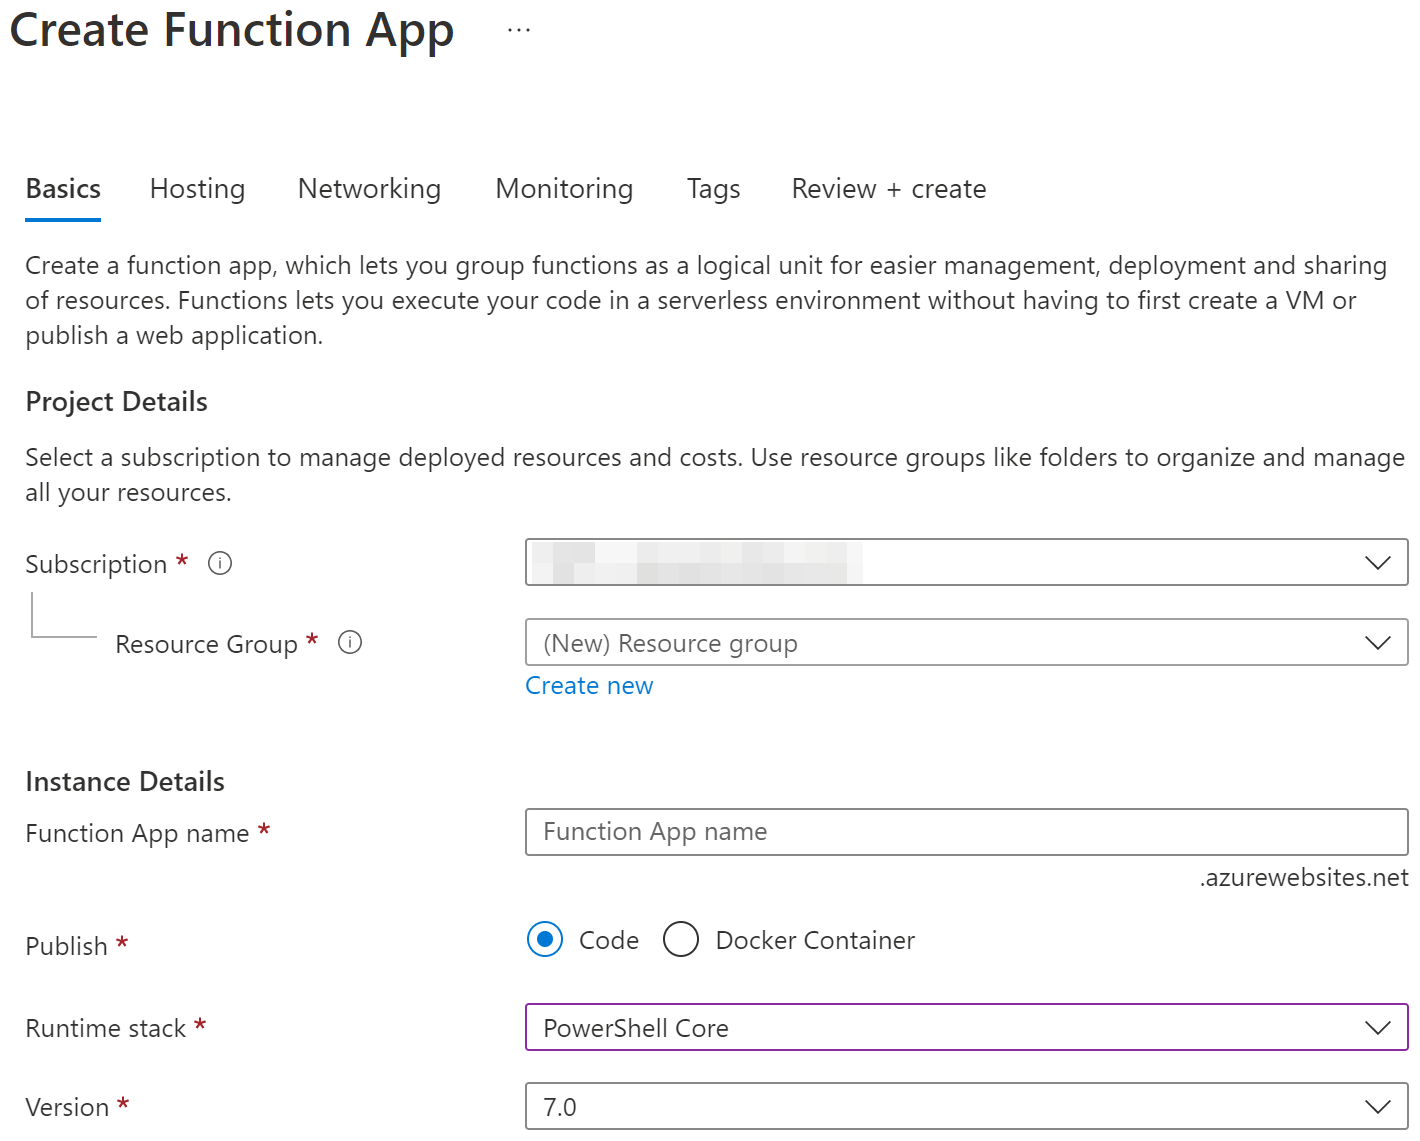 Create Function App ...
Basics Hosting Networking Monitoring Tags Review + create
Create a function app, which lets you group functions as a logical unit for easier management, deployment and sharing
of resources. Functions lets you execute your code in a serverless environment without having to first create a VM or
publish a web application.
Project Details
Select a subscription to manage deployed resources and costs. Use resource groups like folders to organize and manage
all your resources.
Subscription *
Resource Group * (New) Resource group
Create new
Instance Details
Function App name * Function App name
.azurewebsites.net
Publish * Code Docker Container
Runtime stack * PowerShell Core
Version * 7.0